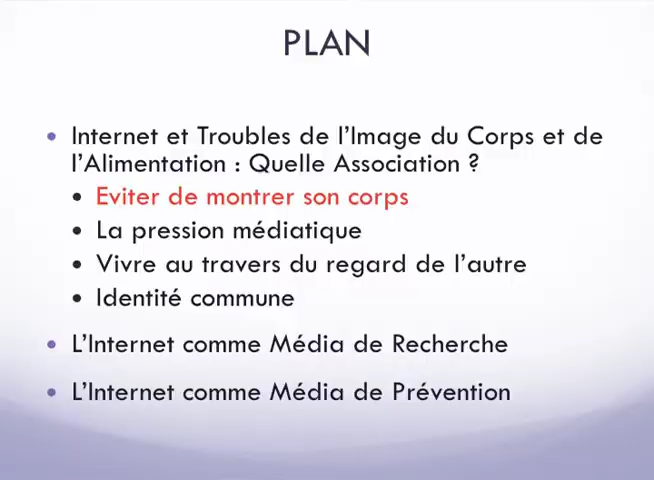 PLAN
• Internet et Troubles de l'Image du Corps et de
l'Alimentation : Quelle Association ?
• Eviter de montrer son corps
• La pression médiatique
• Vivre au travers du regard de l'autre
• Identité commune
• L'Internet comme Média de Recherche
• L'Internet comme Média de Prévention